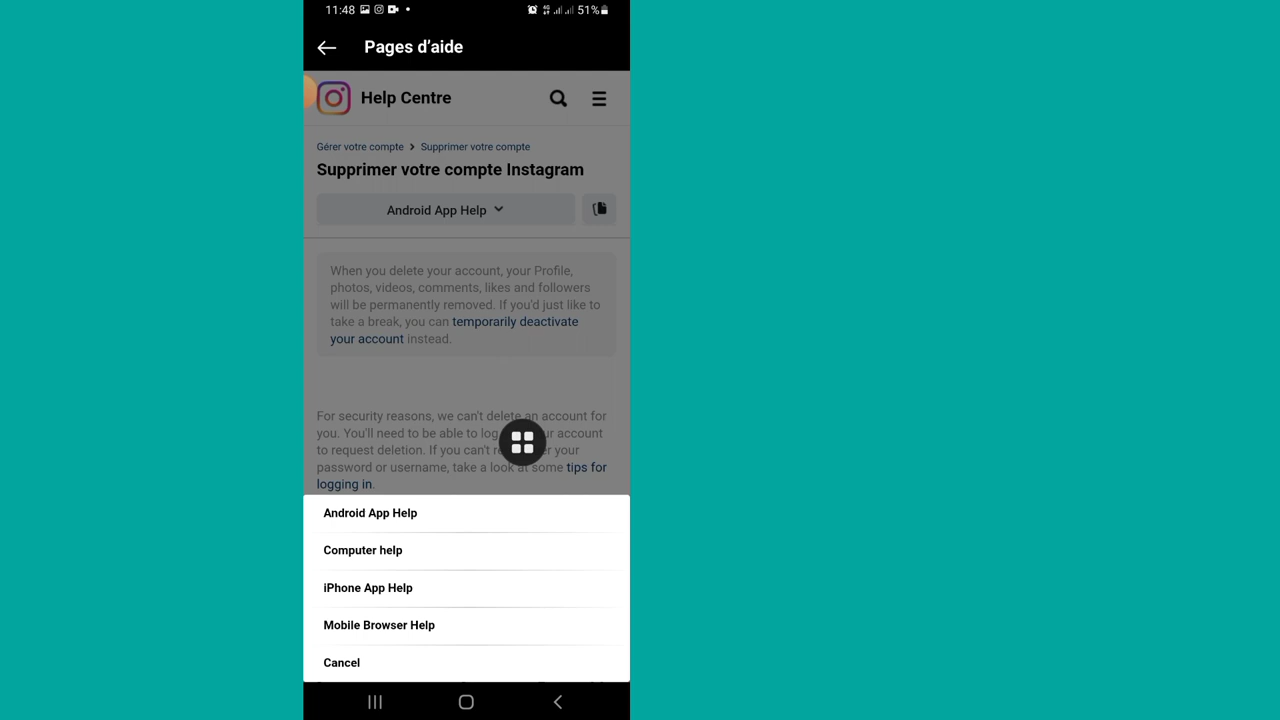 11:48
51%
Pages d’aide
Help Centre
Gérer votre compte > Supprimer votre compte
Supprimer votre compte Instagram
Android App Help
When you delete your account, your Profile,
photos, videos, comments, likes and followers
will be permanently removed. If you'd just like to
take a break, you can temporarily deactivate
your account instead.
For security reasons, we can't delete an account for
you. You'll need to be able to log account
to request deletion. If you can't your
password or username, take a look at some tips for
logging in.
Android App Help
Computer help
iPhone App Help
Mobile Browser Help
Cancel